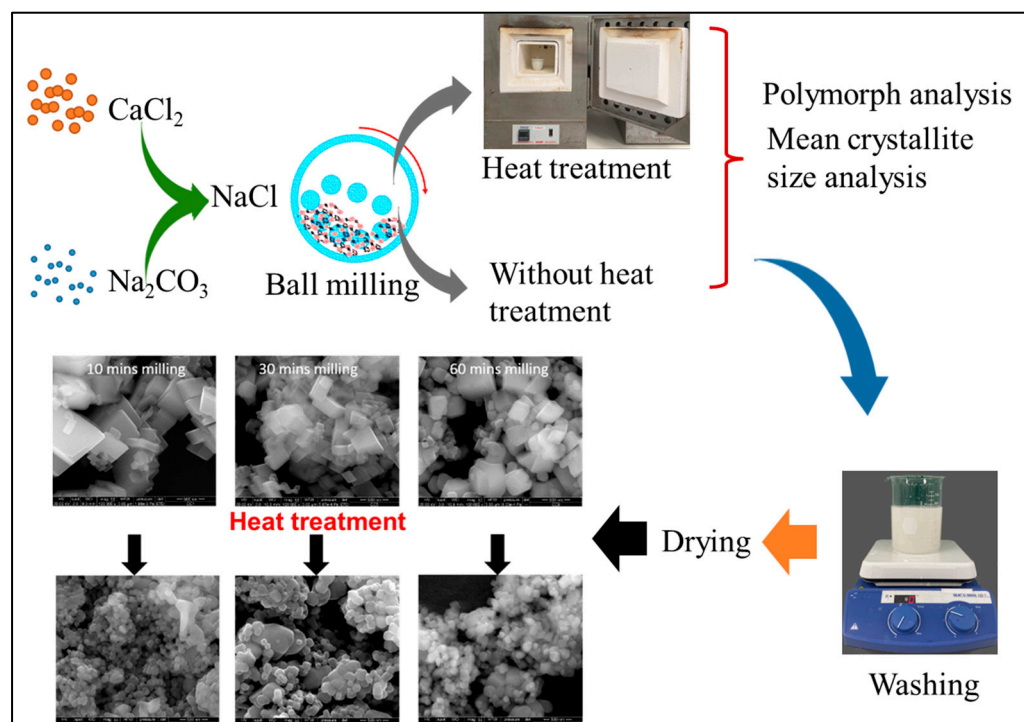 CaCl₂
NaCl
Na₂CO₃
Ball milling
Heat treatment
Without heat
treatment
Polymorph analysis
Mean crystallite
size analysis
10 mins milling
30 mins milling
60 mins milling
Heat treatment
Drying
Washing